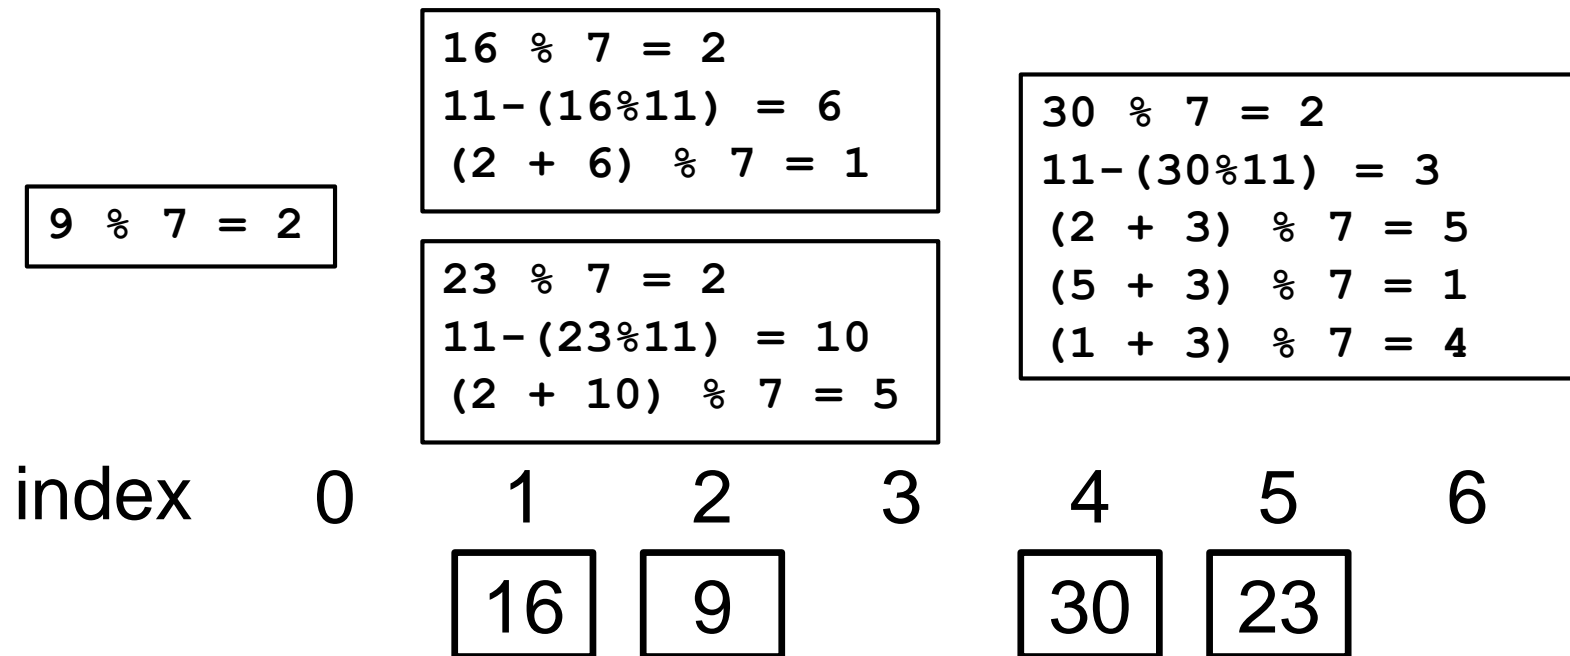 9 % 7 = 2
16 % 7 = 2
11-(16%11) = 6
(2 + 6) % 7 = 1
23 % 7 = 2
11-(23%11) = 10
(2 + 10) % 7 = 5
30 % 7 = 2
11-(30%11) = 3
(2 + 3) % 7 = 5
(5 + 3) % 7 = 1
(1 + 3) % 7 = 4
index 0 1 2 3 4 5 6
16 9 30 23